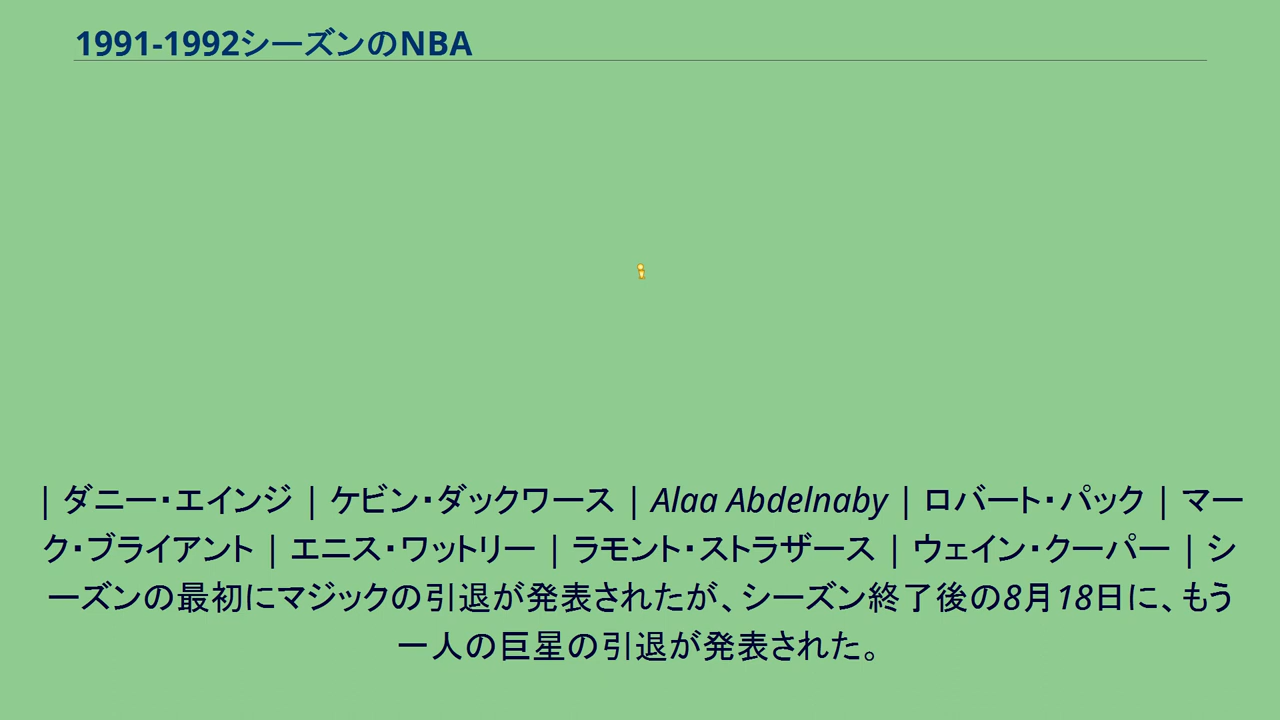 1991-1992シーズンのNBA
| ダニー・エインジ | ケビン・ダックワース | Alaa Abdelnaby | ロバート・パック | マー
ク・ブライアント | エニス・ワットリー | ラモント・ストラザース | ウェイン・クーパー | シ
ーズンの最初にマジックの引退が発表されたが、シーズン終了後の8月18日に、もう
一人の巨星の引退が発表された。